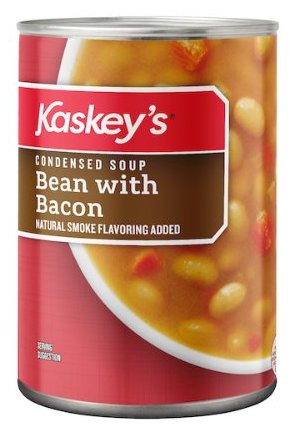 Kaskey's®
CONDENSED SOUP
Bean with
Bacon
NATURAL SMOKE FLAVORING ADDED
SERVING
SUGGESTION